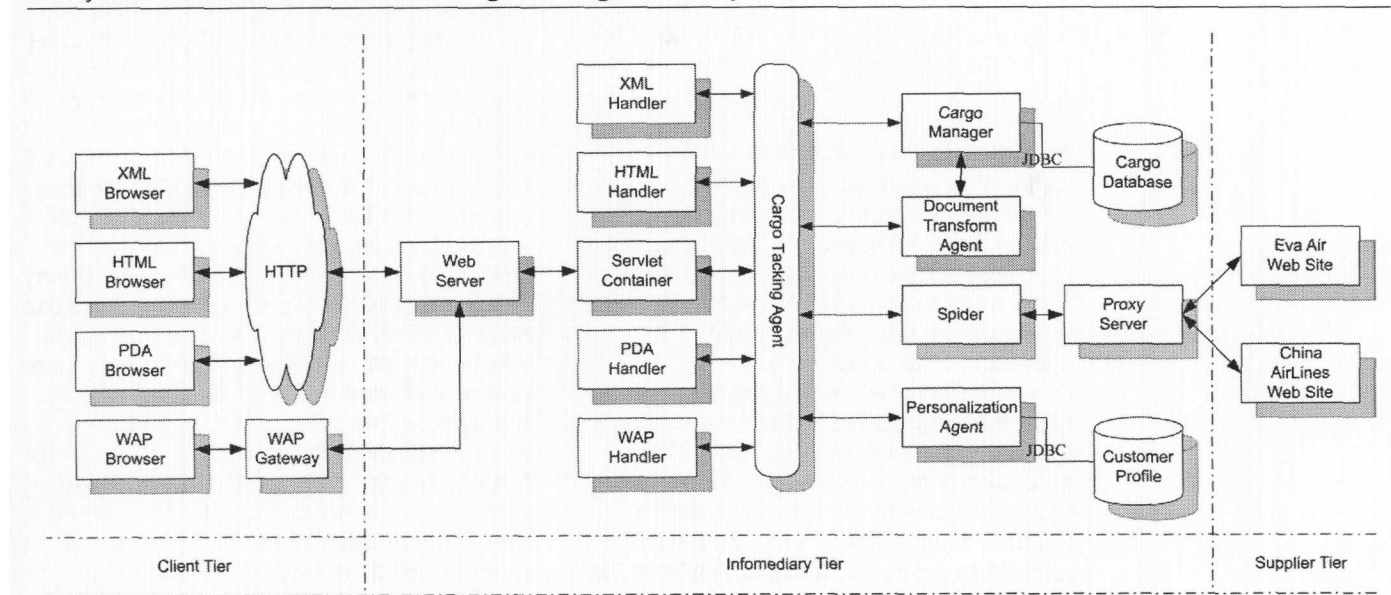 XML
Browser
HTML
Browser
PDA
Browser
WAP
Browser
HTTP
WAP
Gateway
Web
Server
XML
Handler
HTML
Handler
Servlet
Container
PDA
Handler
WAP
Handler
Cargo Tacking Agent
Cargo
Manager
JDBC
Cargo
Database
Document
Transform
Agent
Spider
Proxy
Server
Personalization
Agent
JDBC
Customer
Profile
Eva Air
Web Site
China
AirLines
Web Site
Client Tier
Infomediary Tier
Supplier Tier